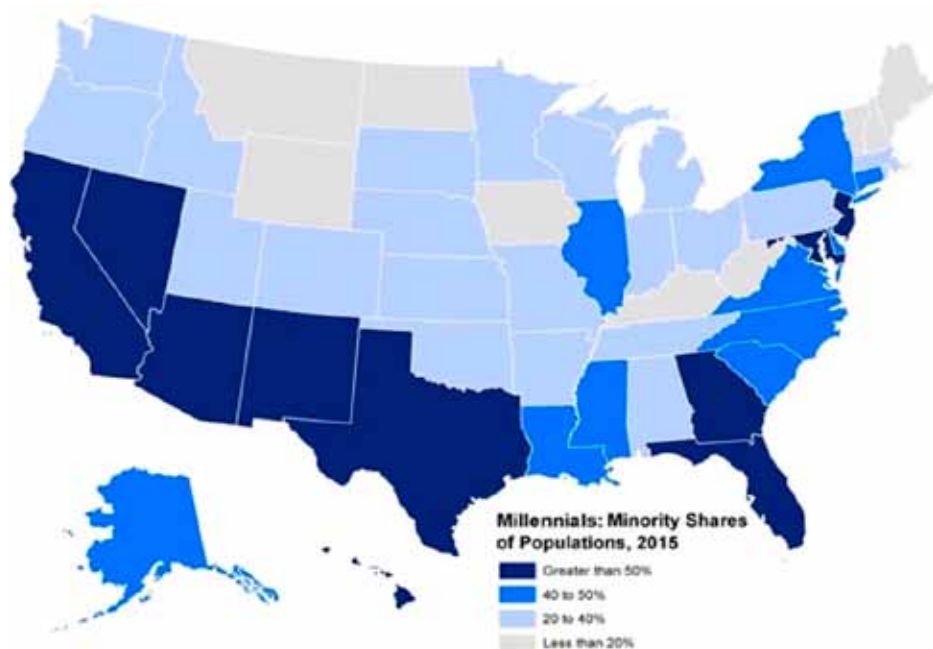 Millennials: Minority Shares
of Populations, 2015
Greater than 50%
40 to 50%
20 to 40%
Less than 20%